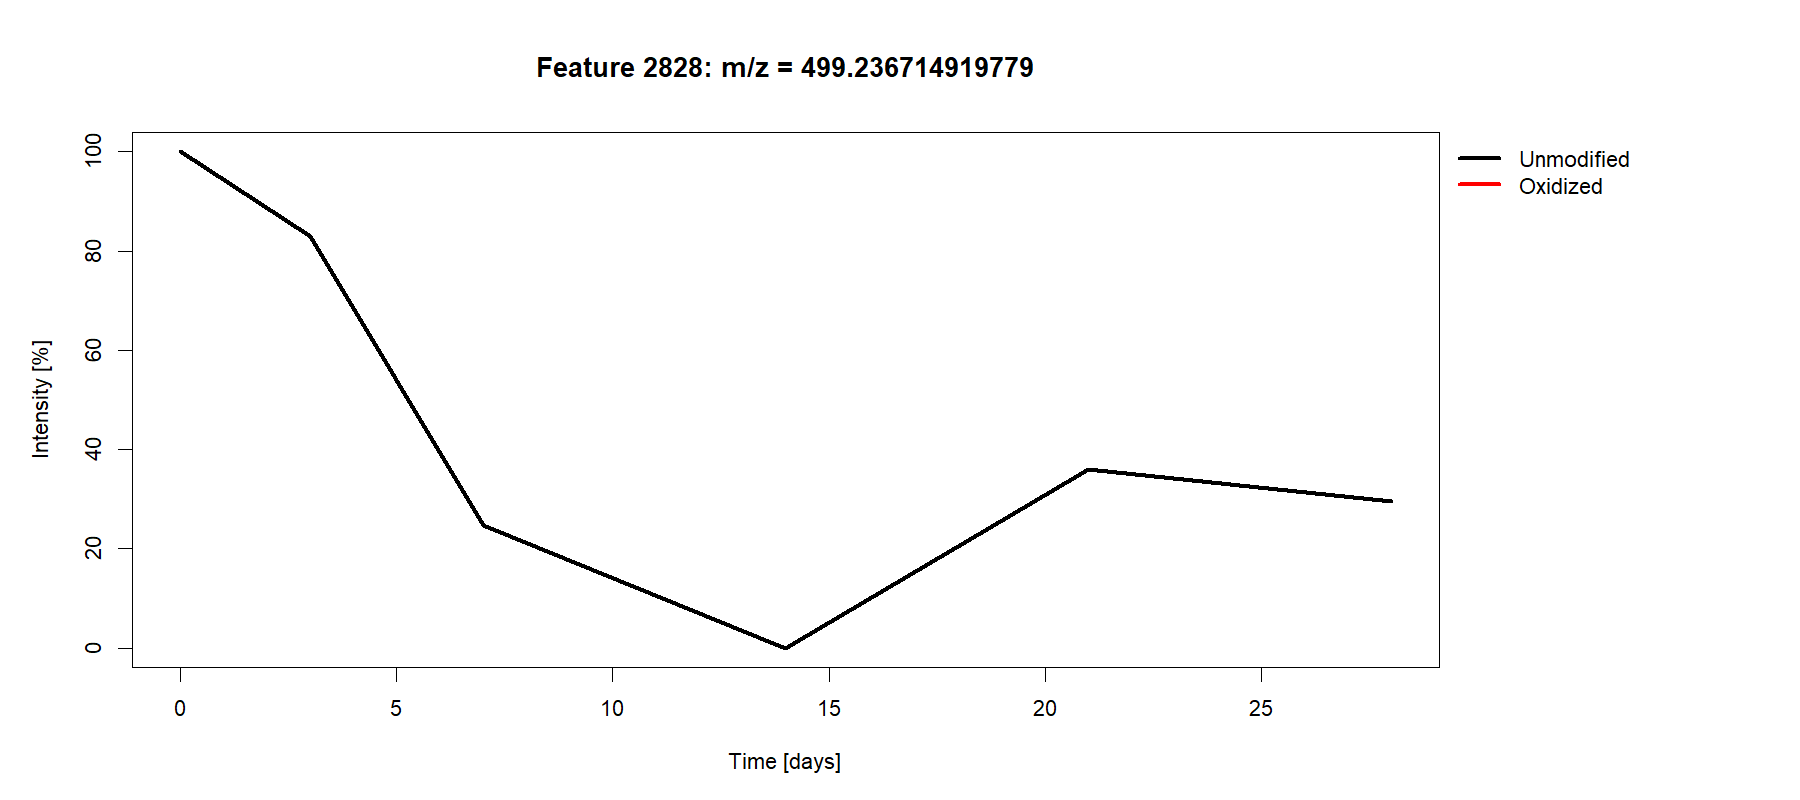 Feature 2828: m/z = 499.236714919779
Unmodified
Oxidized
Intensity [%]
100
80
60
40
20
0
0 5 10 15 20 25
Time [days]